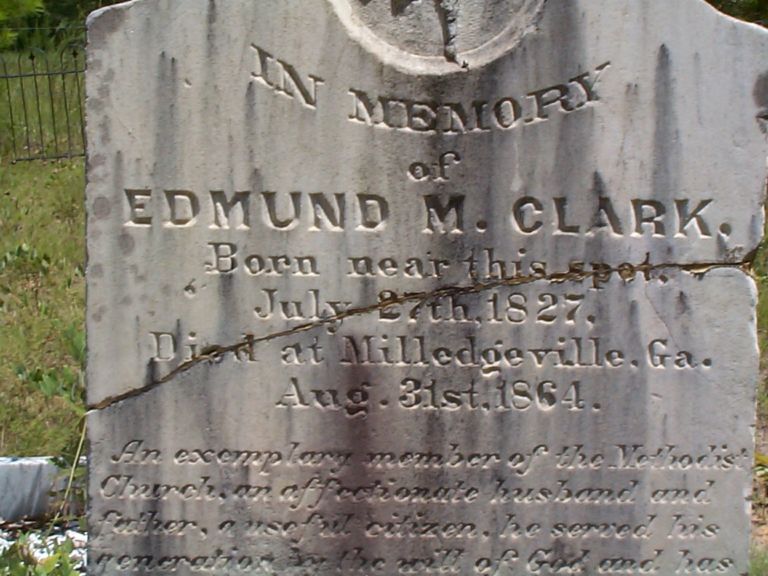 IN MEMORY
of
EDMUND M. CLARK.
Born near this spot.
July 27th, 1827.
Died at Milledgeville, Ga.
Aug. 31st, 1864.
An exemplary member of the Methodist
Church, an affectionate husband and
father, a useful citizen, he served his
generation by the will of God and has